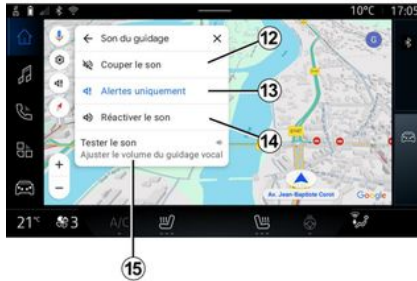 10°C 17:05
Son du guidage
G
Couper le son
12
Alertes uniquement
13
Réactiver le son
14
Tester le son
Ajuster le volume du guidage vocal
Av. Jean-Baptiste Corot
Google
21°C 3 A/C
15